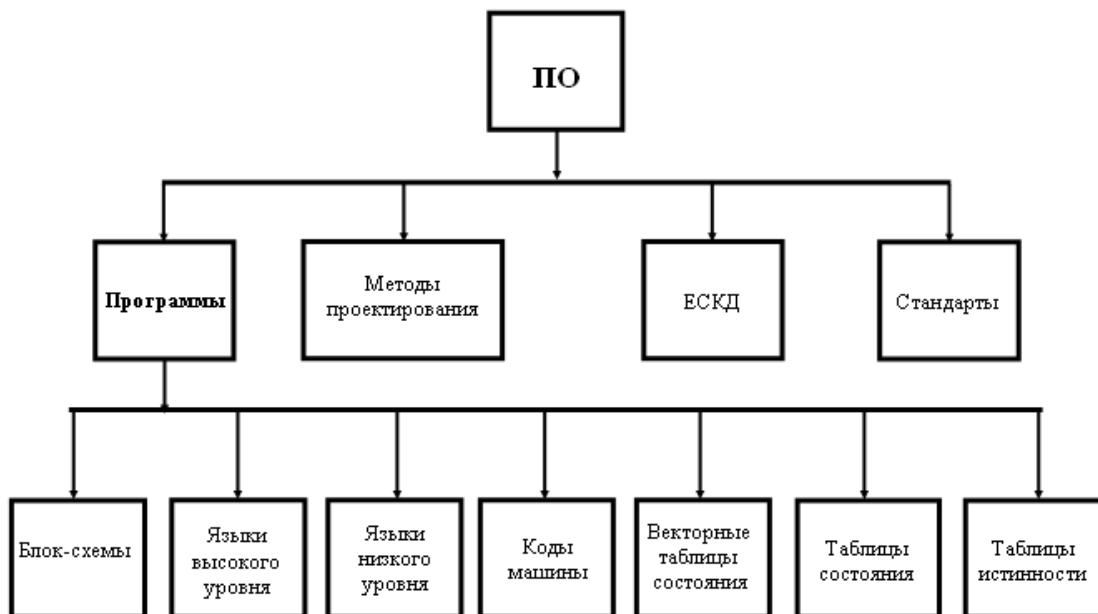 ПО
Программы
Методы
проектирования
ЕСКД
Стандарты
Блок-схемы
Языки
высокого
уровня
Языки
низкого
уровня
Коды
машины
Векторные
таблицы
состояния
Таблицы
состояния
Таблицы
истинности